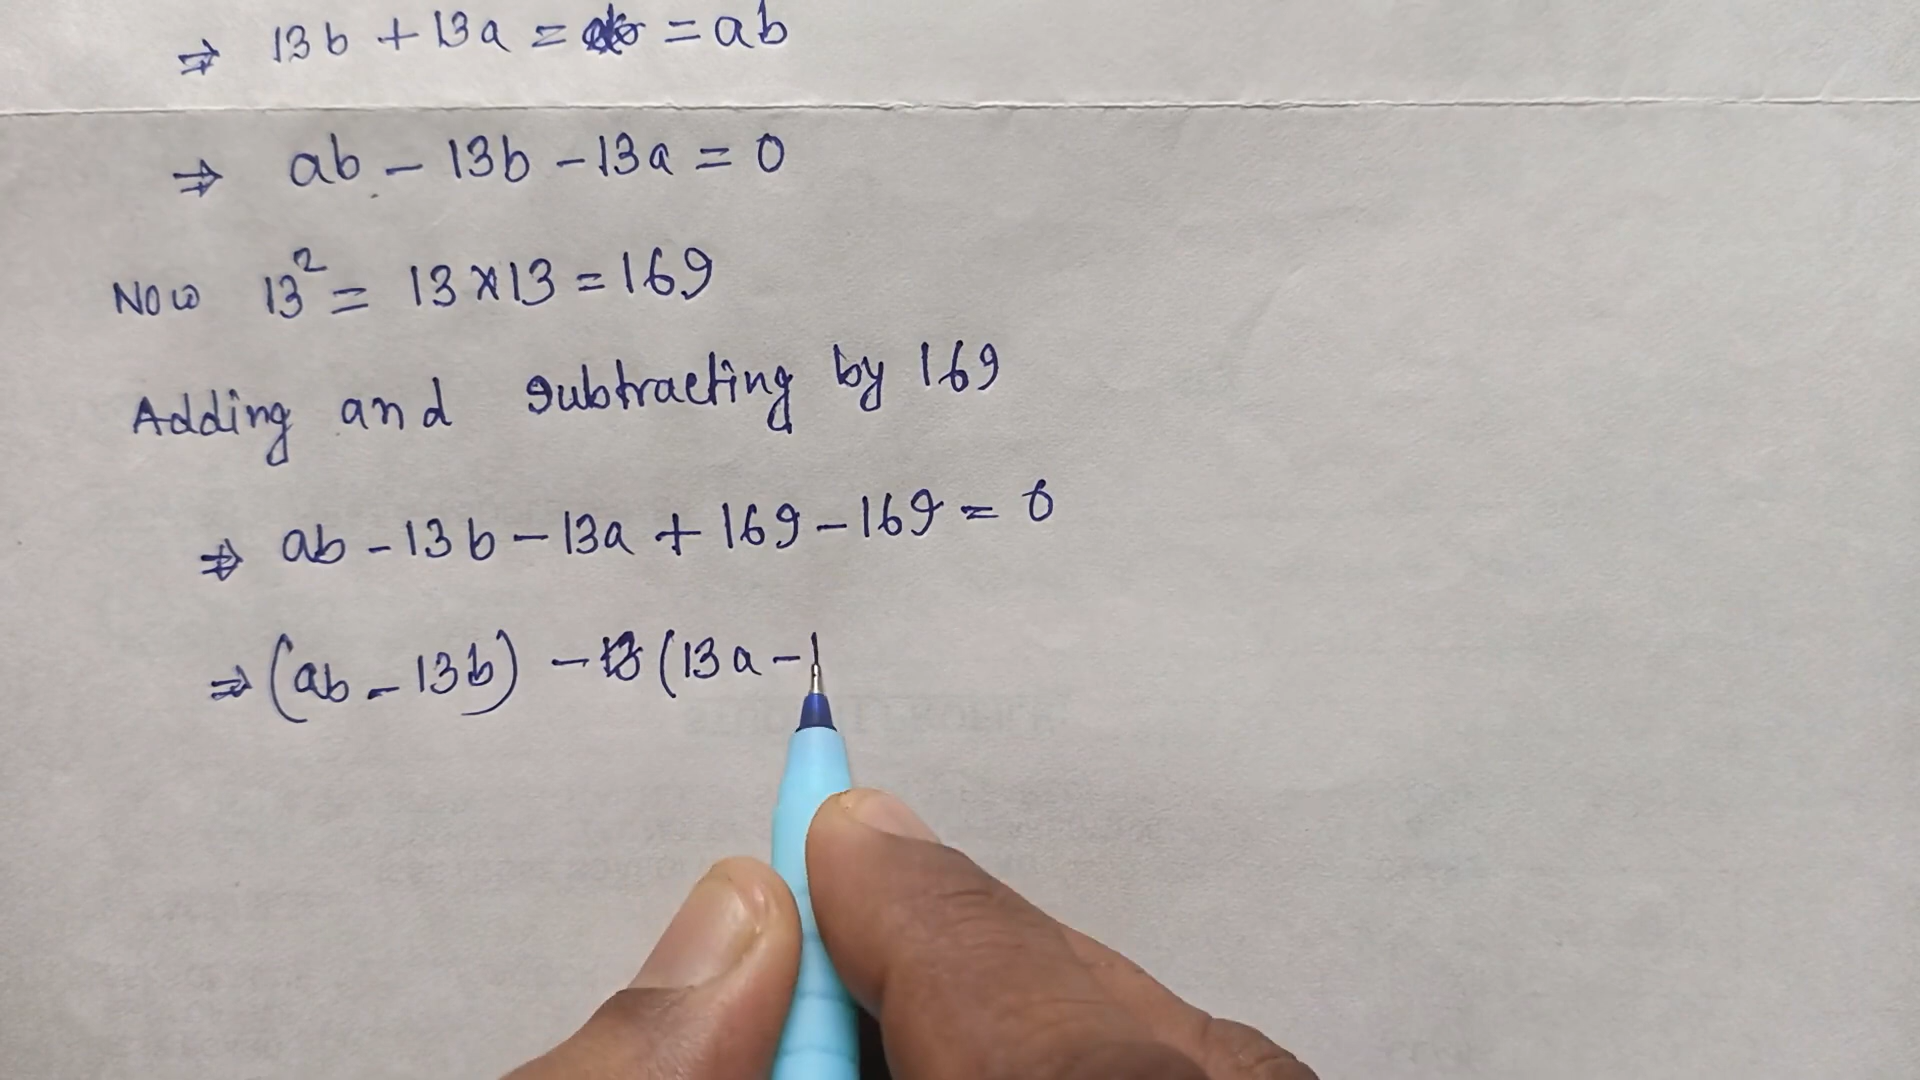 ⇒ 13b + 13a = = ab
⇒ ab - 13b - 13a = 0
Now 13² = 13 × 13 = 169
Adding and subtracting by 169
⇒ ab - 13b - 13a + 169 - 169 = 0
⇒ (ab - 13b) - (13a - 1